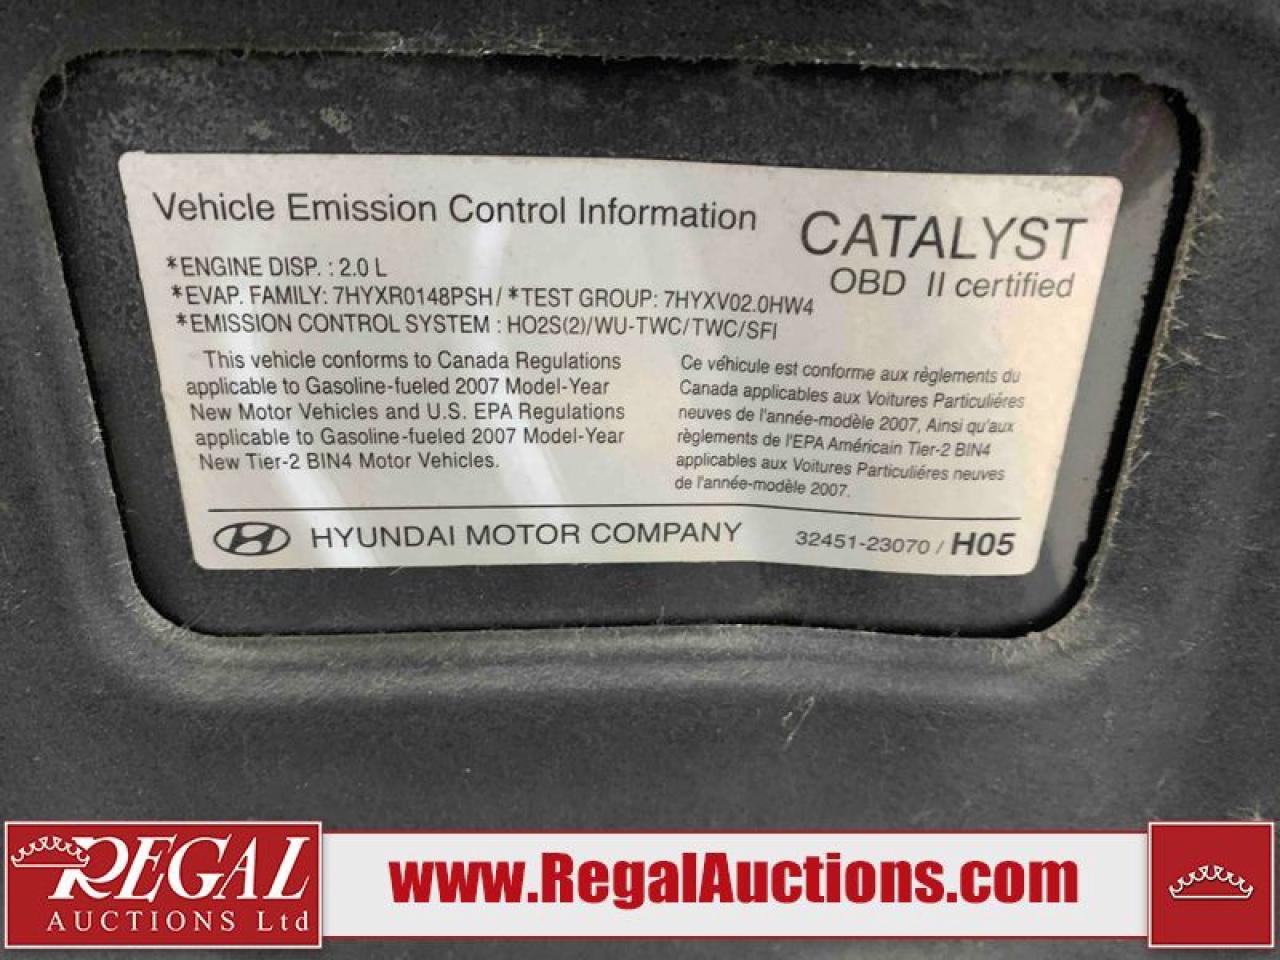 Vehicle Emission Control Information
CATALYST
OBD II certified
*ENGINE DISP. : 2.0 L
*EVAP. FAMILY: 7HYXR0148PSH / *TEST GROUP: 7HYXV02.0HW4
*EMISSION CONTROL SYSTEM : HO2S(2)/WU-TWC/TWC/SFI
This vehicle conforms to Canada Regulations
applicable to Gasoline-fueled 2007 Model-Year
New Motor Vehicles and U.S. EPA Regulations
applicable to Gasoline-fueled 2007 Model-Year
New Tier-2 BIN4 Motor Vehicles.
Ce véhicule est conforme aux règlements du
Canada applicables aux Voitures Particuliéres
neuves de l'année-modèle 2007, Ainsi qu'aux
règlements de l'EPA Américain Tier-2 BIN4
applicables aux Voitures Particuliéres neuves
de l'année-modèle 2007.
HYUNDAI MOTOR COMPANY
32451-23070 / H05
REGAL
AUCTIONS Ltd
www.RegalAuctions.com